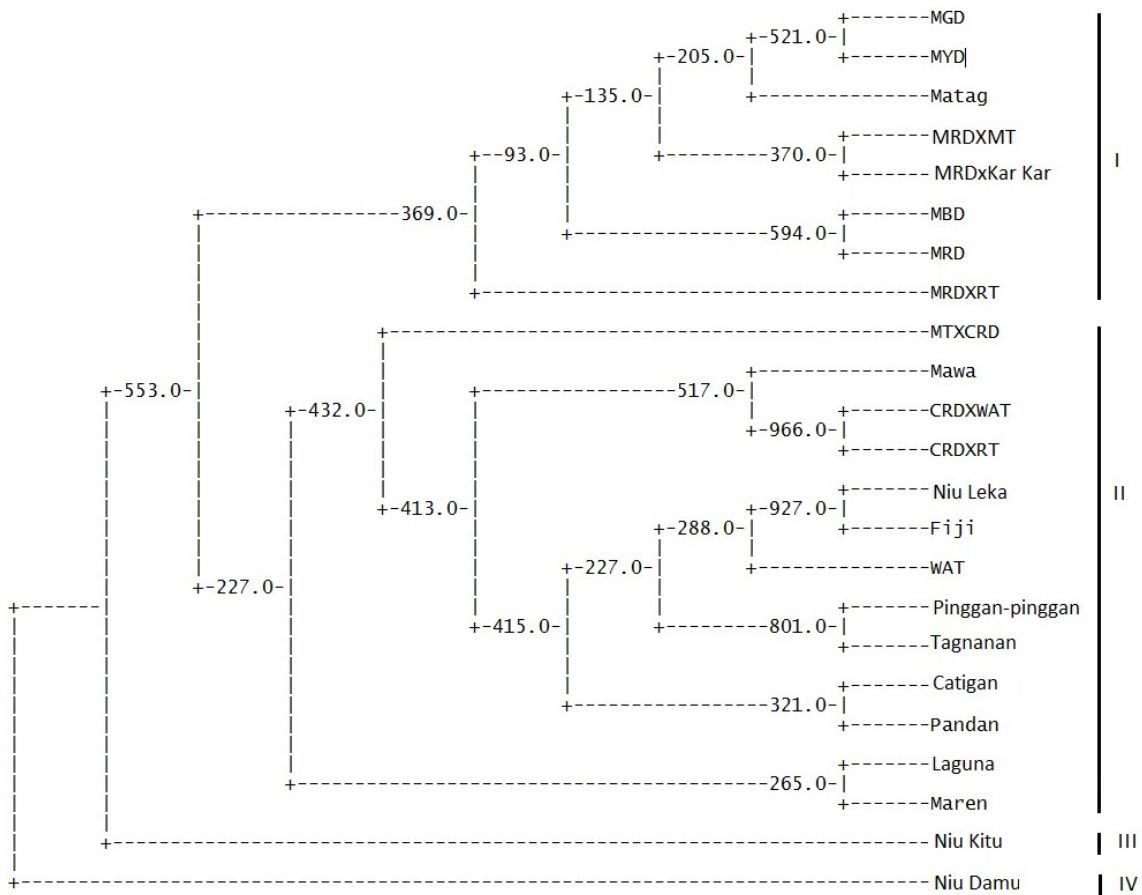 MGD
521.0
MYD
205.0
Matag
135.0
MRDXMT
93.0
370.0
I
MRDxKar Kar
369.0
MBD
594.0
MRD
MRDXRT
MTXCRD
Mawa
553.0
517.0
432.0
CRDXWAT
966.0
CRDXRT
Niu Leka
II
413.0
927.0
288.0
Fiji
227.0
WAT
227.0
Pinggan-pinggan
415.0
801.0
Tagnanan
Catigan
321.0
Pandan
Laguna
265.0
Maren
Niu Kitu
III
Niu Damu
IV